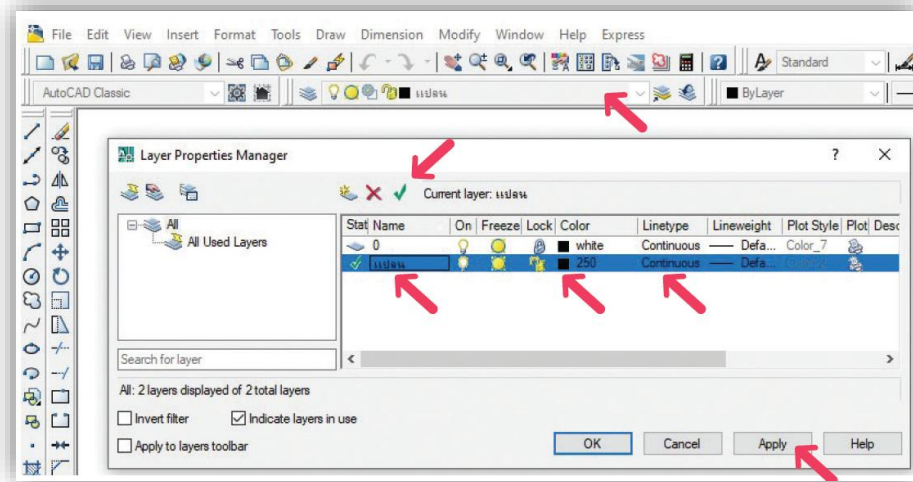 File Edit View Insert Format Tools Draw Dimension Modify Window Help Express
Standard
AutoCAD Classic แปลน ByLayer
Layer Properties Manager ? X
Current layer: แปลน
All
All Used Layers
Stat Name On Freeze Lock Color Linetype Lineweight Plot Style Plot Desc
0 white Continuous Defa... Color_7
แปลน 250 Continuous Defa...
Search for layer
All: 2 layers displayed of 2 total layers
Invert filter Indicate layers in use
Apply to layers toolbar
OK Cancel Apply Help